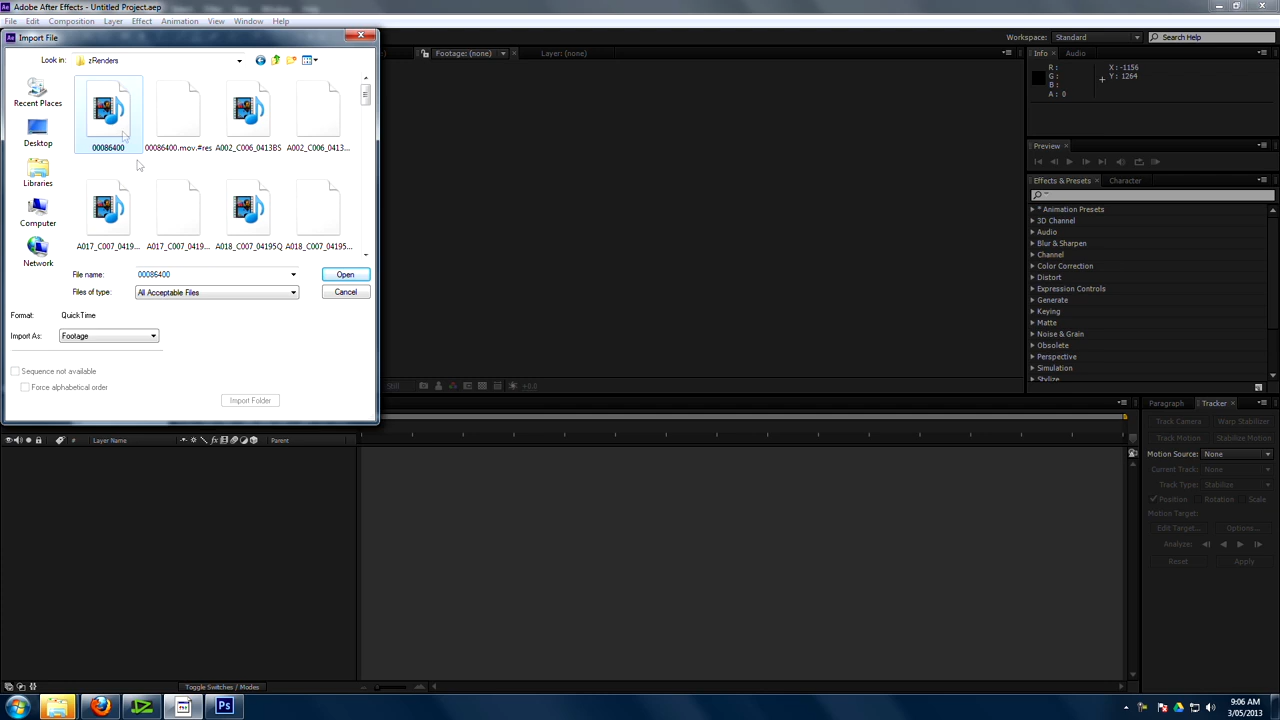 Adobe After Effects - Untitled Project.aep
File Edit Composition Layer Effect Animation View Window Help
Import File
Workspace: Standard Search Help
Footage: (none) Layer: (none)
Info Audio
Look in: zRenders
R:
G:
B:
A: 0
X: -1156
Y: 1264
Recent Places
Desktop
Libraries
Computer
Network
00086400 00086400.mov.#res A002_C006_0413BS A002_C006_0413...
A017_C007_0419... A017_C007_0419... A018_C007_04195Q A018_C007_04195...
Preview
Effects & Presets Character
* Animation Presets
3D Channel
Audio
Blur & Sharpen
Channel
Color Correction
Distort
Expression Controls
Generate
Keying
Matte
Noise & Grain
Obsolete
Perspective
Simulation
Stylize
File name: 00086400 Open
Files of type: All Acceptable Files Cancel
Format: QuickTime
Import As: Footage
Sequence not available
Force alphabetical order
Import Folder
+0.0
Paragraph Tracker
Track Camera Warp Stabilizer
Track Motion Stabilize Motion
Motion Source: None
Current Track: None
Track Type: Stabilize
Position Rotation Scale
Motion Target:
Edit Target... Options...
Analyze:
Reset Apply
# Layer Name fx Parent
Toggle Switches / Modes
Ps
9:06 AM
3/05/2013